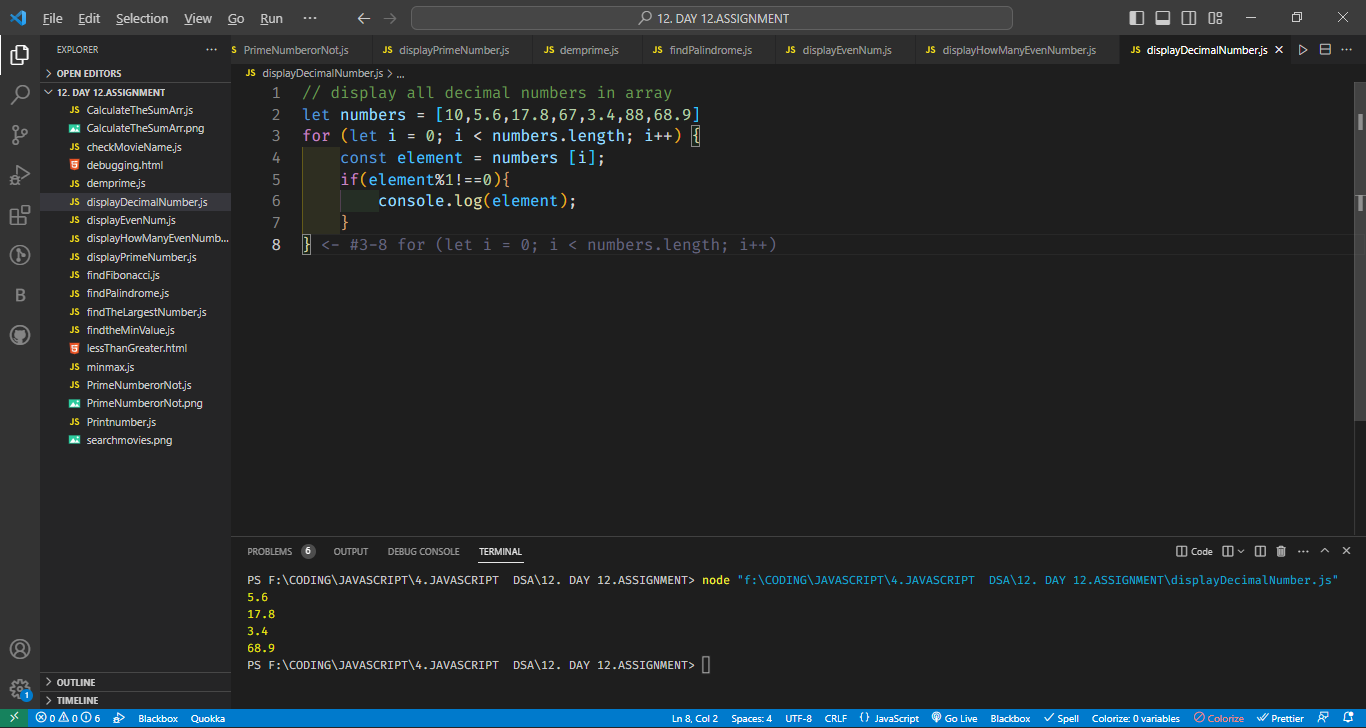 File Edit Selection View Go Run ··· 12. DAY 12.ASSIGNMENT
EXPLORER ···
OPEN EDITORS
12. DAY 12.ASSIGNMENT
JS CalculateTheSumArr.js
CalculateTheSumArr.png
JS checkMovieName.js
debugging.html
JS demprime.js
JS displayDecimalNumber.js
JS displayEvenNum.js
JS displayHowManyEvenNumb...
JS displayPrimeNumber.js
JS findFibonacci.js
JS findPalindrome.js
JS findTheLargestNumber.js
JS findtheMinValue.js
lessThanGreater.html
JS minmax.js
JS PrimeNumberorNot.js
PrimeNumberorNot.png
JS Printnumber.js
searchmovies.png
OUTLINE
TIMELINE
B
1
S PrimeNumberorNot.js JS displayPrimeNumber.js JS demprime.js JS findPalindrome.js JS displayEvenNum.js JS displayHowManyEvenNumber.js JS displayDecimalNumber.js ···
JS displayDecimalNumber.js > ...
1 // display all decimal numbers in array
2 let numbers = [10,5.6,17.8,67,3.4,88,68.9]
3 for (let i = 0; i < numbers.length; i++) {
4 const element = numbers [i];
5 if(element%1!==0){
6 console.log(element);
7 }
8 } <- #3-8 for (let i = 0; i < numbers.length; i++)
PROBLEMS 6 OUTPUT DEBUG CONSOLE TERMINAL Code ···
PS F:\CODING\JAVASCRIPT\4.JAVASCRIPT  DSA\12. DAY 12.ASSIGNMENT> node "f:\CODING\JAVASCRIPT\4.JAVASCRIPT  DSA\12. DAY 12.ASSIGNMENT\displayDecimalNumber.js"
5.6
17.8
3.4
68.9
PS F:\CODING\JAVASCRIPT\4.JAVASCRIPT  DSA\12. DAY 12.ASSIGNMENT>
0 0 6 Blackbox Quokka Ln 8, Col 2 Spaces: 4 UTF-8 CRLF {} JavaScript Go Live Blackbox Spell Colorize: 0 variables Colorize Prettier